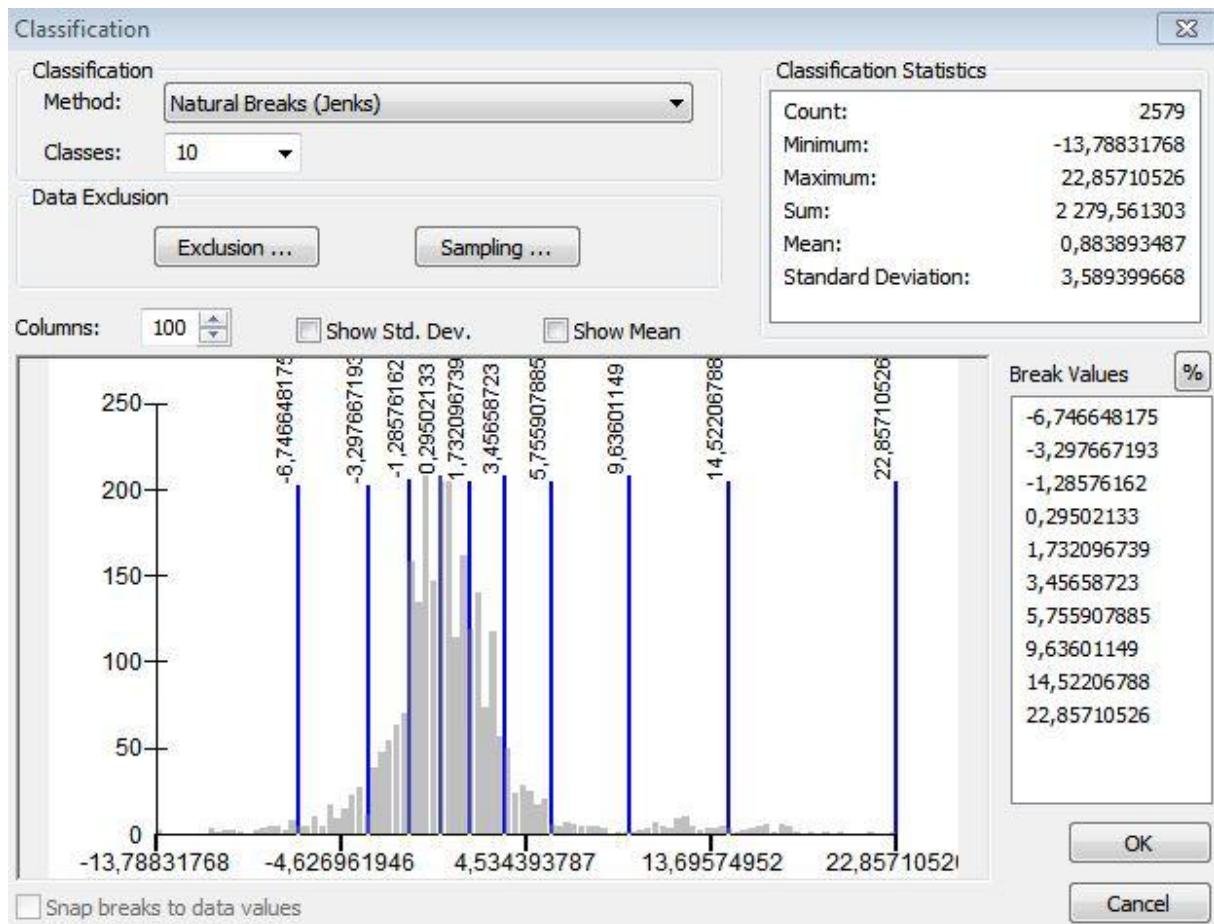 Classification
Classification
Method: Natural Breaks (Jenks)
Classes: 10
Data Exclusion
Exclusion ...
Sampling ...
Classification Statistics
Count: 2579
Minimum: -13,78831768
Maximum: 22,85710526
Sum: 2 279,561303
Mean: 0,883893487
Standard Deviation: 3,589399668
Columns: 100
Show Std. Dev.
Show Mean
-6,746648175
-3,297667193
-1,28576162
0,29502133
1,732096739
3,45658723
5,755907885
9,63601149
14,52206788
22,85710526
250
200
150
100
50
0
-13,78831768
-4,626961946
4,534393787
13,69574952
22,8571052
Break Values
%
-6,746648175
-3,297667193
-1,28576162
0,29502133
1,732096739
3,45658723
5,755907885
9,63601149
14,52206788
22,85710526
OK
Cancel
Snap breaks to data values